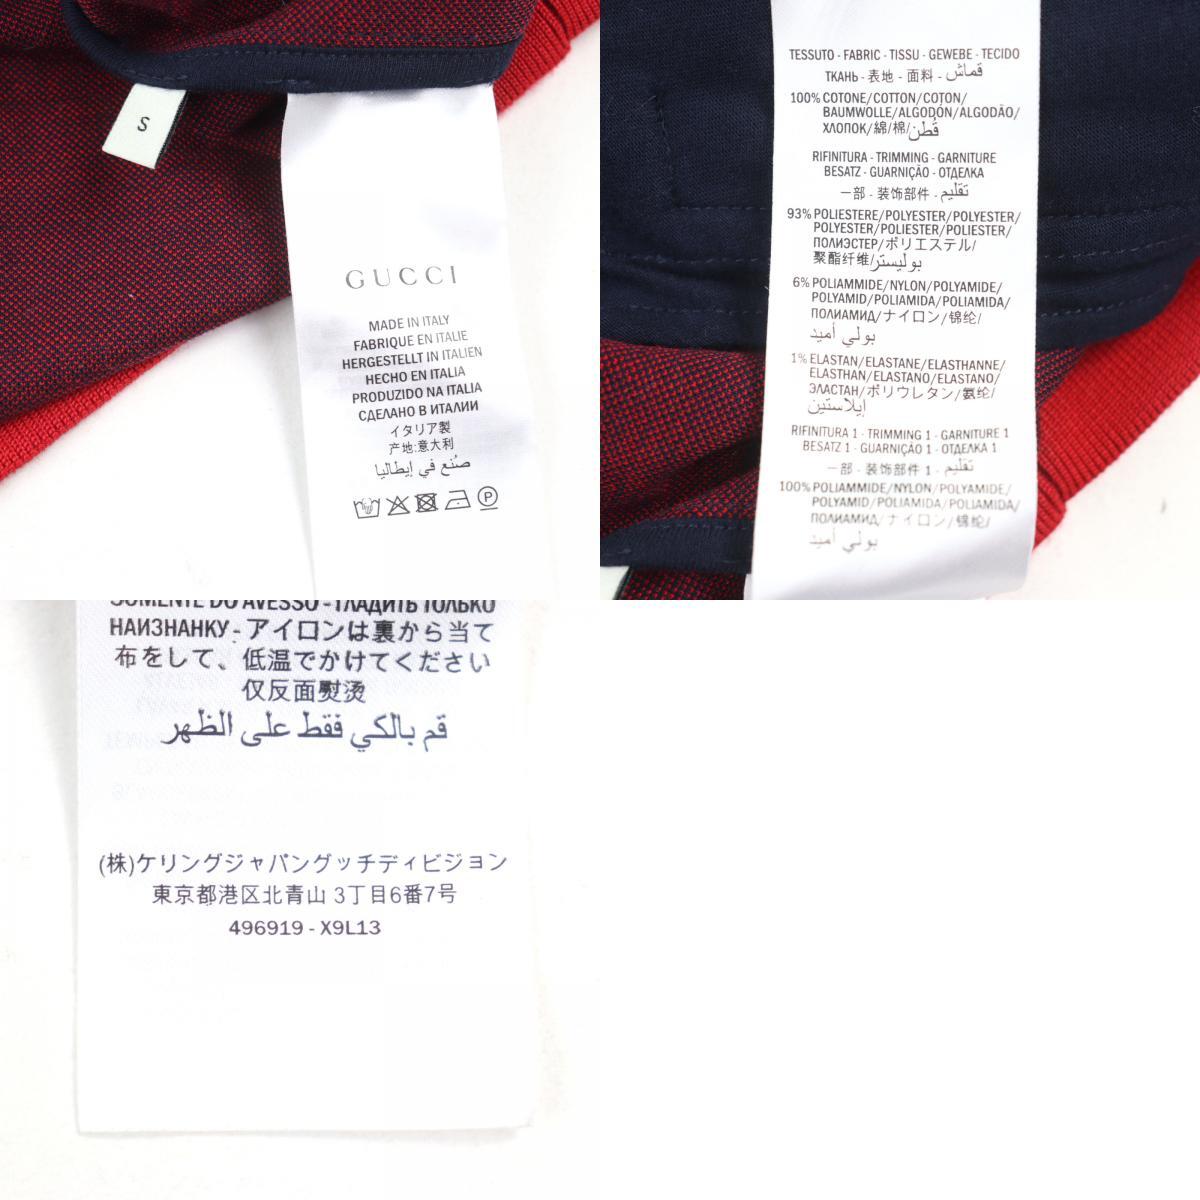 S
GUCCI
MADE IN ITALY
FABRIQUE EN ITALIE
HERGESTELLT IN ITALIEN
HECHO EN ITALIA
PRODUZIDO NA ITALIA
СДЕЛАНО В ИТАЛИИ
イタリア製
产地:意大利
صُنع في إيطاليا
P
TESSUTO - FABRIC - TISSU - GEWEBE - TECIDO
ТКАНЬ - 表地 - 面料 - قماش
100% COTONE/COTTON/COTON/
BAUMWOLLE/ALGODÓN/ALGODÃO/
ХЛОПОК/綿/棉/قُطن
RIFINITURA - TRIMMING - GARNITURE
BESATZ - GUARNIÇÃO - ОТДЕЛКА
一部 - 装饰部件 - تقليم
93% POLIESTERE/POLYESTER/POLYESTER/
POLYESTER/POLIESTER/POLIESTER/
ПОЛИЭСТЕР/ポリエステル/
聚酯纤维/بوليستر
6% POLIAMMIDE/NYLON/POLYAMIDE/
POLYAMID/POLIAMIDA/POLIAMIDA/
ПОЛИАМИД/ナイロン/锦纶/
بولي أميد
1% ELASTAN/ELASTANE/ELASTHANNE/
ELASTHAN/ELASTANO/ELASTANO/
ЭЛАСТАН/ポリウレタン/氨纶/
إيلاستين
RIFINITURA 1 - TRIMMING 1 - GARNITURE 1
BESATZ 1 - GUARNIÇÃO 1 - ОТДЕЛКА 1
一部 - 装饰部件 1 - تقليم
100% POLIAMMIDE/NYLON/POLYAMIDE/
POLYAMID/POLIAMIDA/POLIAMIDA/
ПОЛИАМИД/ナイロン/锦纶/
بولي أميد
SOMENTE DO AVESSO - ГЛАДИТЬ ТОЛЬКО
НАИЗНАНКУ - アイロンは裏から当て
布をして、低温でかけてください
仅反面熨烫
قم بالكي فقط على الظهر
(株)ケリングジャパングッチディビジョン
東京都港区北青山 3丁目6番7号
496919 - X9L13